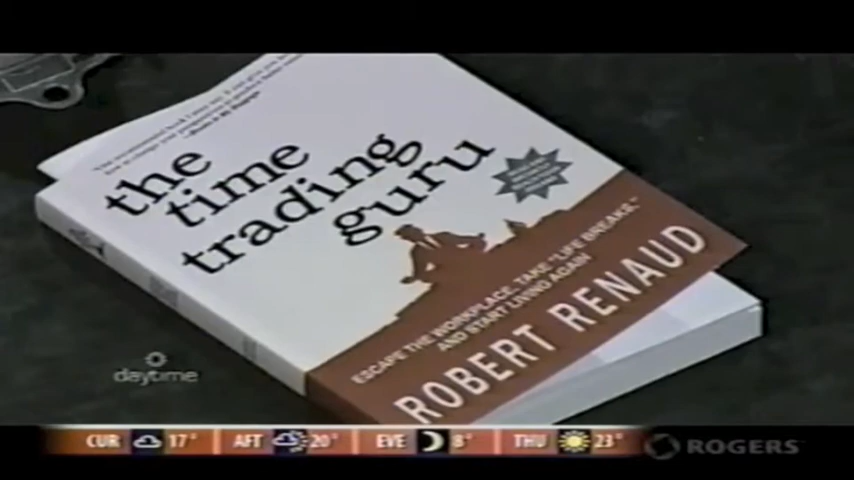 the
time
trading
guru
ESCAPE THE WORKPLACE, TAKE "LIFE BREAKS,"
AND START LIVING AGAIN
ROBERT RENAUD
daytime
CUR 17° AFT 20° EVE 8° THU 23° ROGERS